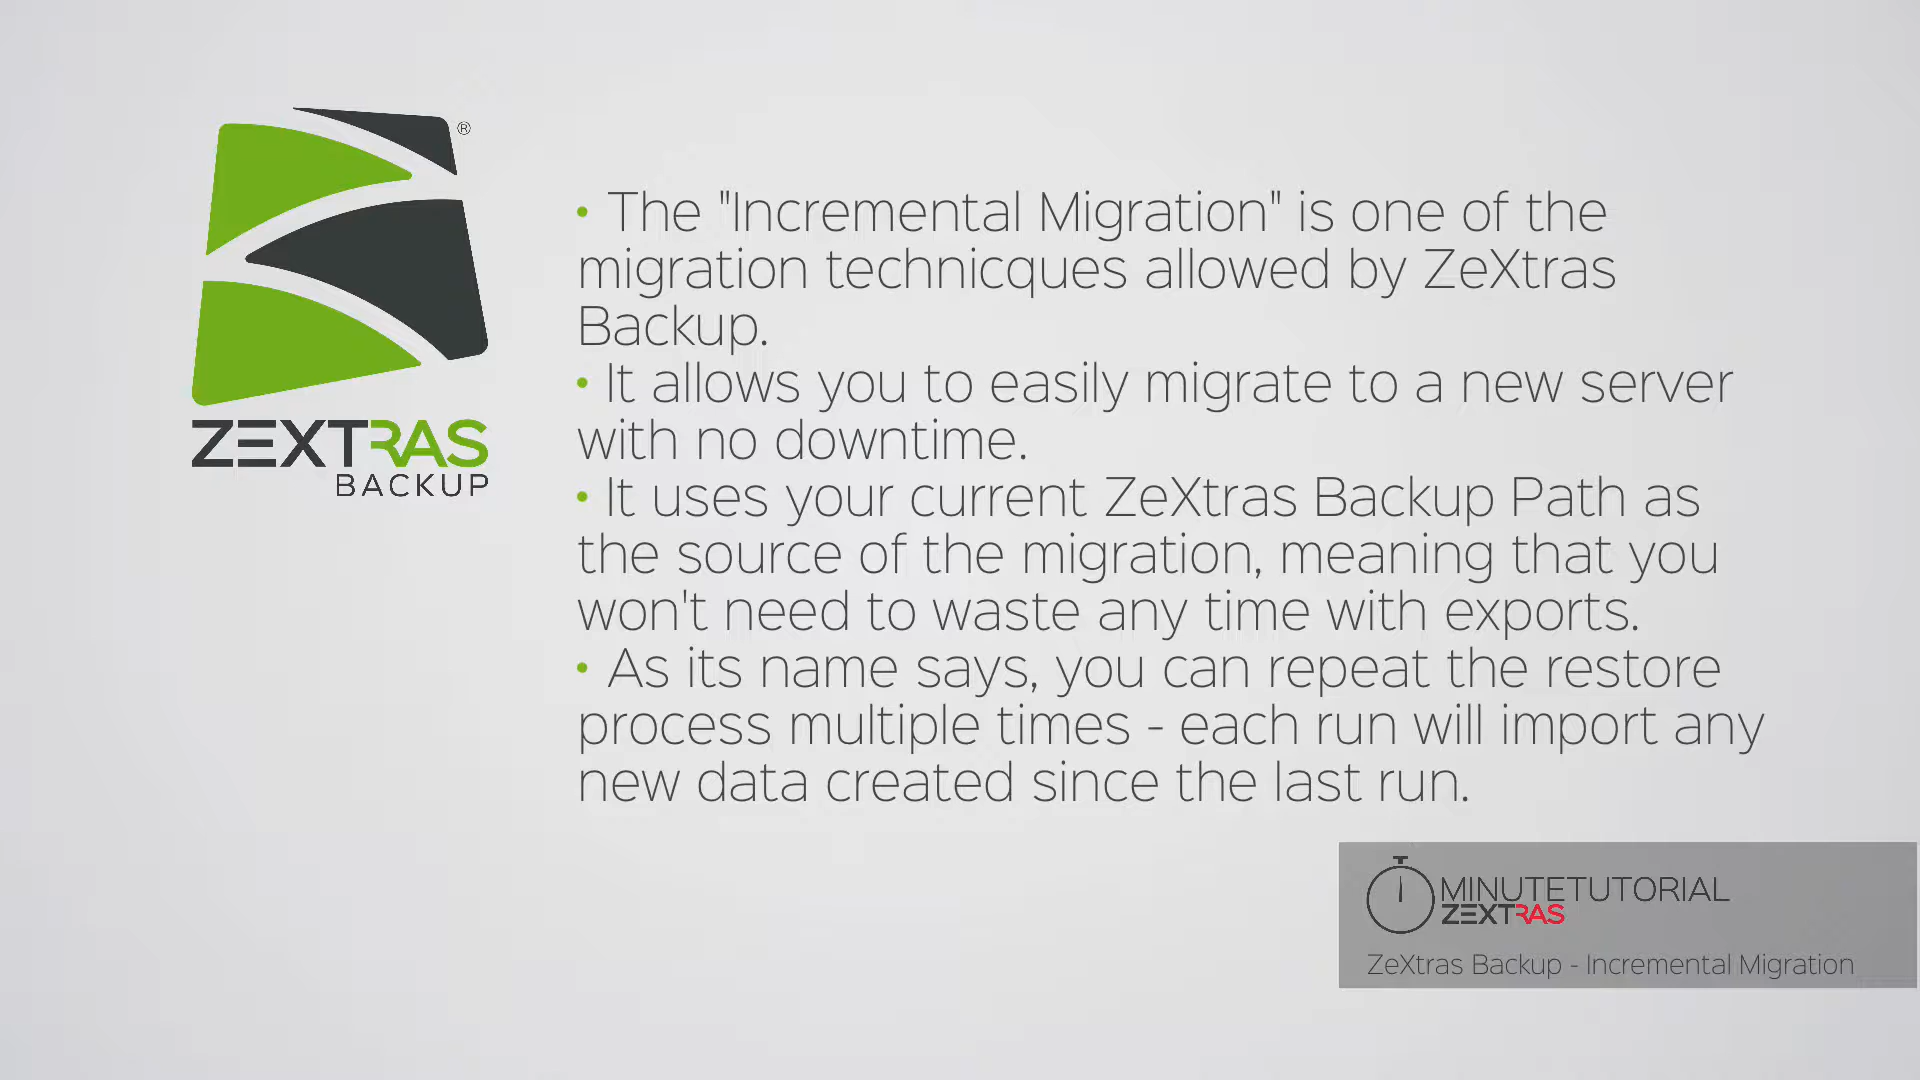 ®
ZEXTRAS
BACKUP
• The "Incremental Migration" is one of the
migration technicques allowed by ZeXtras
Backup.
• It allows you to easily migrate to a new server
with no downtime.
• It uses your current ZeXtras Backup Path as
the source of the migration, meaning that you
won't need to waste any time with exports.
• As its name says, you can repeat the restore
process multiple times - each run will import any
new data created since the last run.
MINUTETUTORIAL
ZEXTRAS
ZeXtras Backup - Incremental Migration